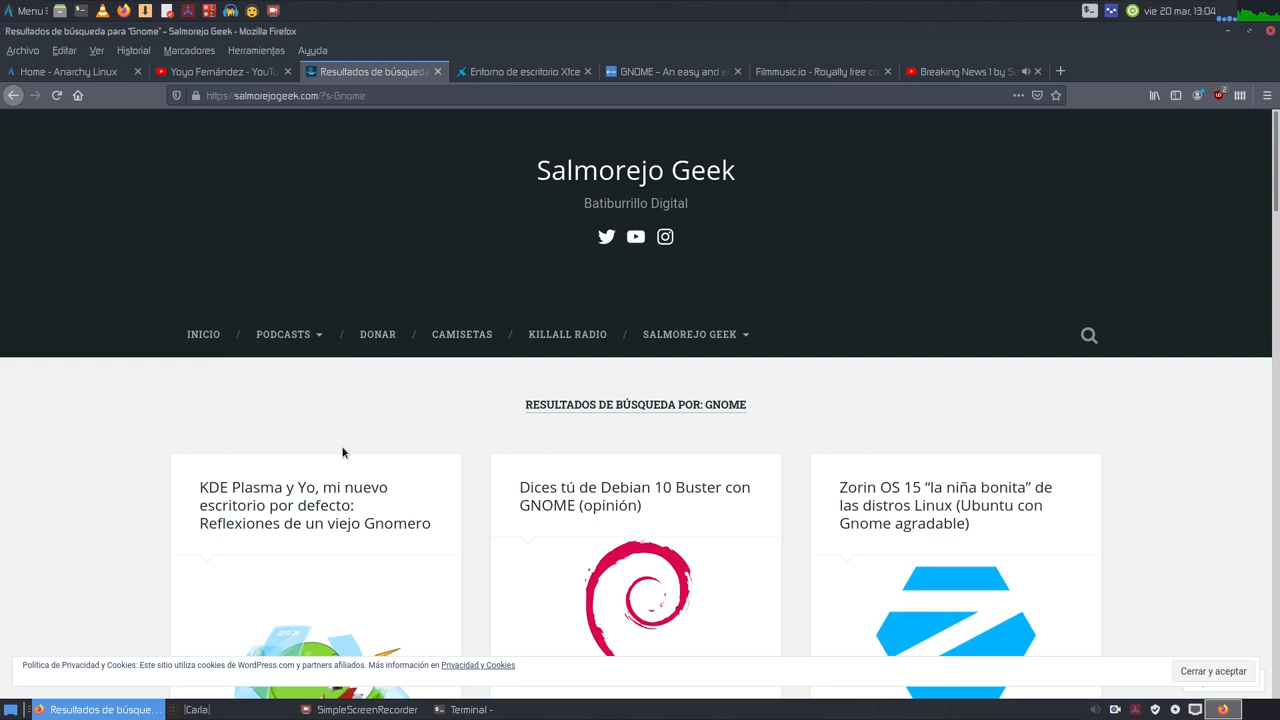 Menu
vie 20 mar, 13:04
Resultados de búsqueda para "Gnome" - Salmorejo Geek - Mozilla Firefox
Archivo Editar Ver Historial Marcadores Herramientas Ayuda
Home - Anarchy Linux
Yoyo Fernández - YouTu
Resultados de búsqueda
Entorno de escritorio Xfce
GNOME – An easy and el
Filmmusic.io - Royalty free cr
Breaking News 1 by Sa
https://salmorejogeek.com/?s=Gnome
2
Salmorejo Geek
Batiburrillo Digital
INICIO / PODCASTS / DONAR / CAMISETAS / KILLALL RADIO / SALMOREJO GEEK
RESULTADOS DE BÚSQUEDA POR: GNOME
KDE Plasma y Yo, mi nuevo
escritorio por defecto:
Reflexiones de un viejo Gnomero
Dices tú de Debian 10 Buster con
GNOME (opinión)
Zorin OS 15 “la niña bonita” de
las distros Linux (Ubuntu con
Gnome agradable)
Política de Privacidad y Cookies: Este sitio utiliza cookies de WordPress.com y partners afiliados. Más información en Privacidad y Cookies
Cerrar y aceptar
Resultados de búsque...
[Carla]
SimpleScreenRecorder
Terminal -